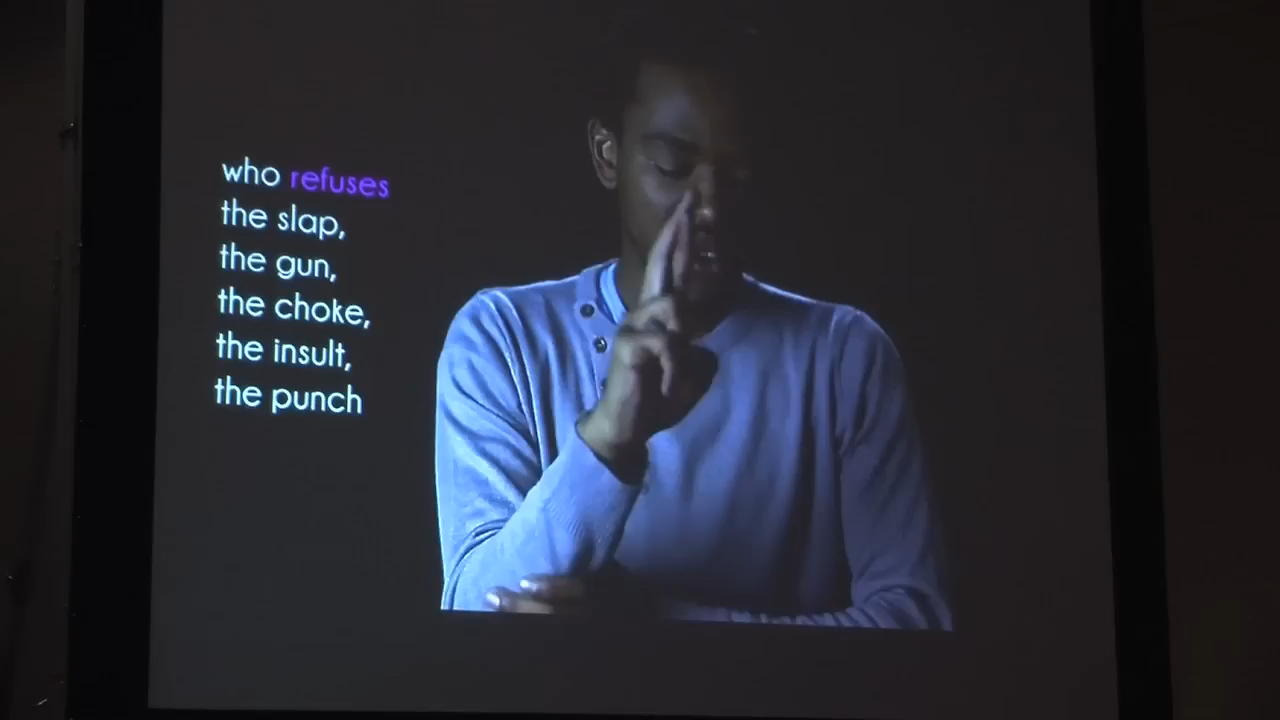 who refuses
the slap,
the gun,
the choke,
the insult,
the punch